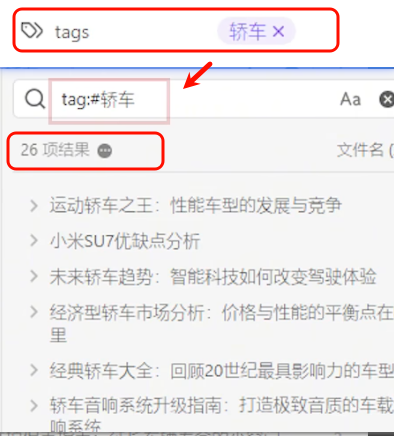 tags 轿车 ×
tag:#轿车 Aa
26 项结果 文件名 (
运动轿车之王：性能车型的发展与竞争
小米SU7优缺点分析
未来轿车趋势：智能科技如何改变驾驶体验
经济型轿车市场分析：价格与性能的平衡点在
里
经典轿车大全：回顾20世纪最具影响力的车型
轿车音响系统升级指南：打造极致音质的车载
响系统